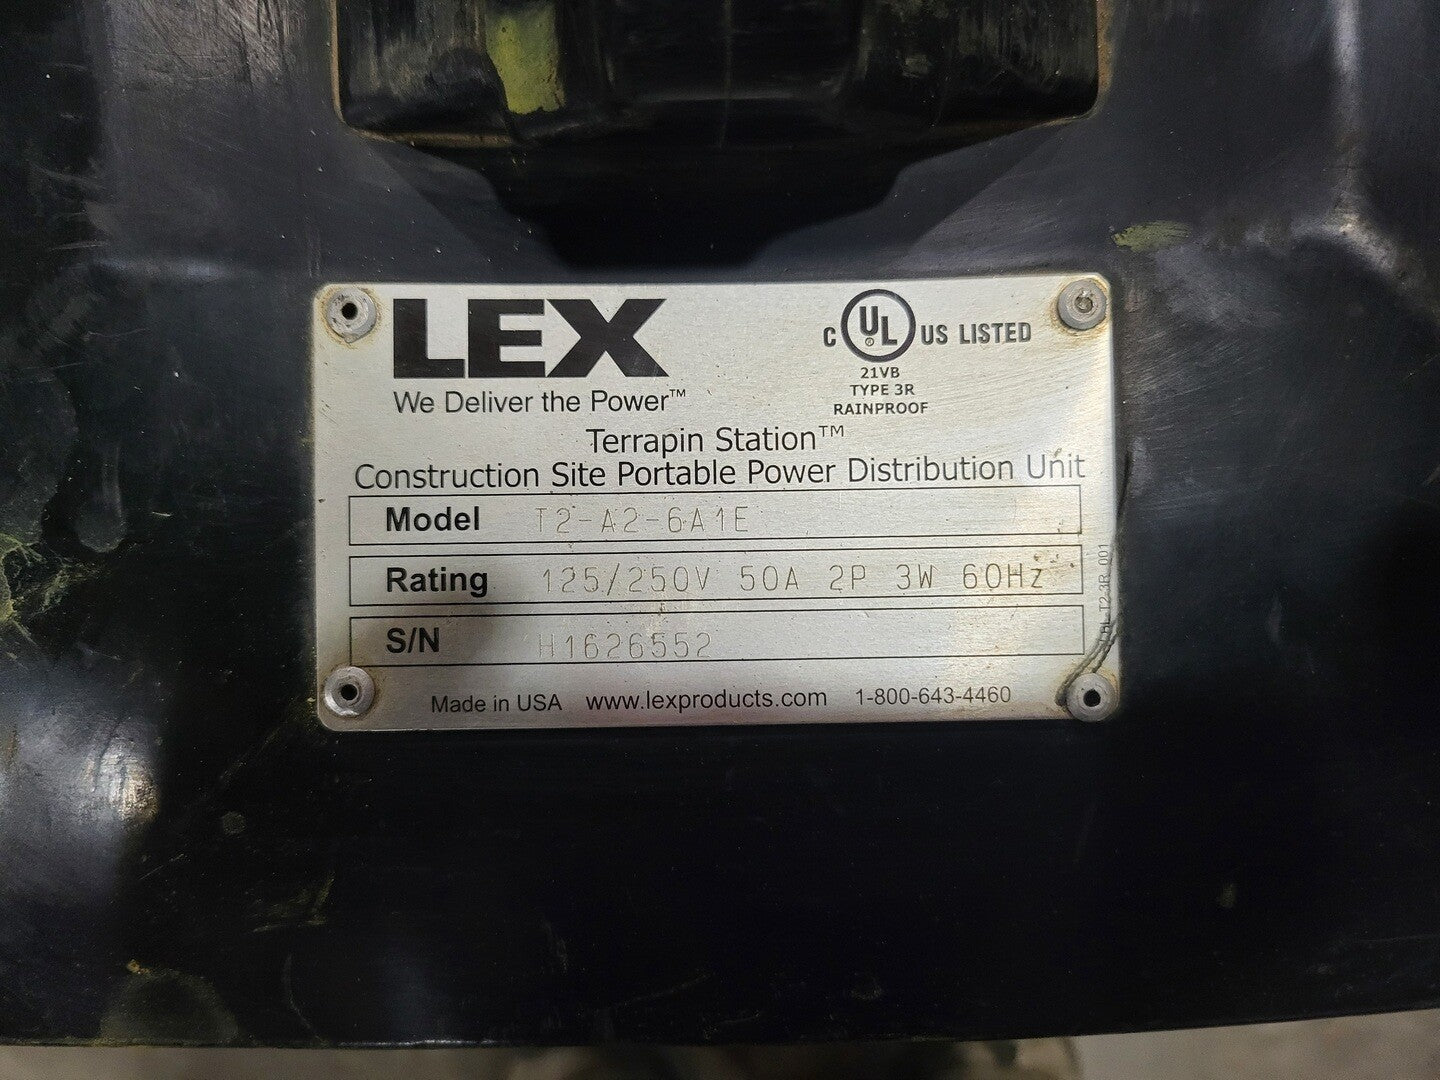 LEX
We Deliver the Power™
C UL US LISTED
®
21VB
TYPE 3R
RAINPROOF
Terrapin Station™
Construction Site Portable Power Distribution Unit
Model T2-A2-6A1E
Rating 125/250V 50A 2P 3W 60Hz
S/N H1626552
Made in USA www.lexproducts.com 1-800-643-4460